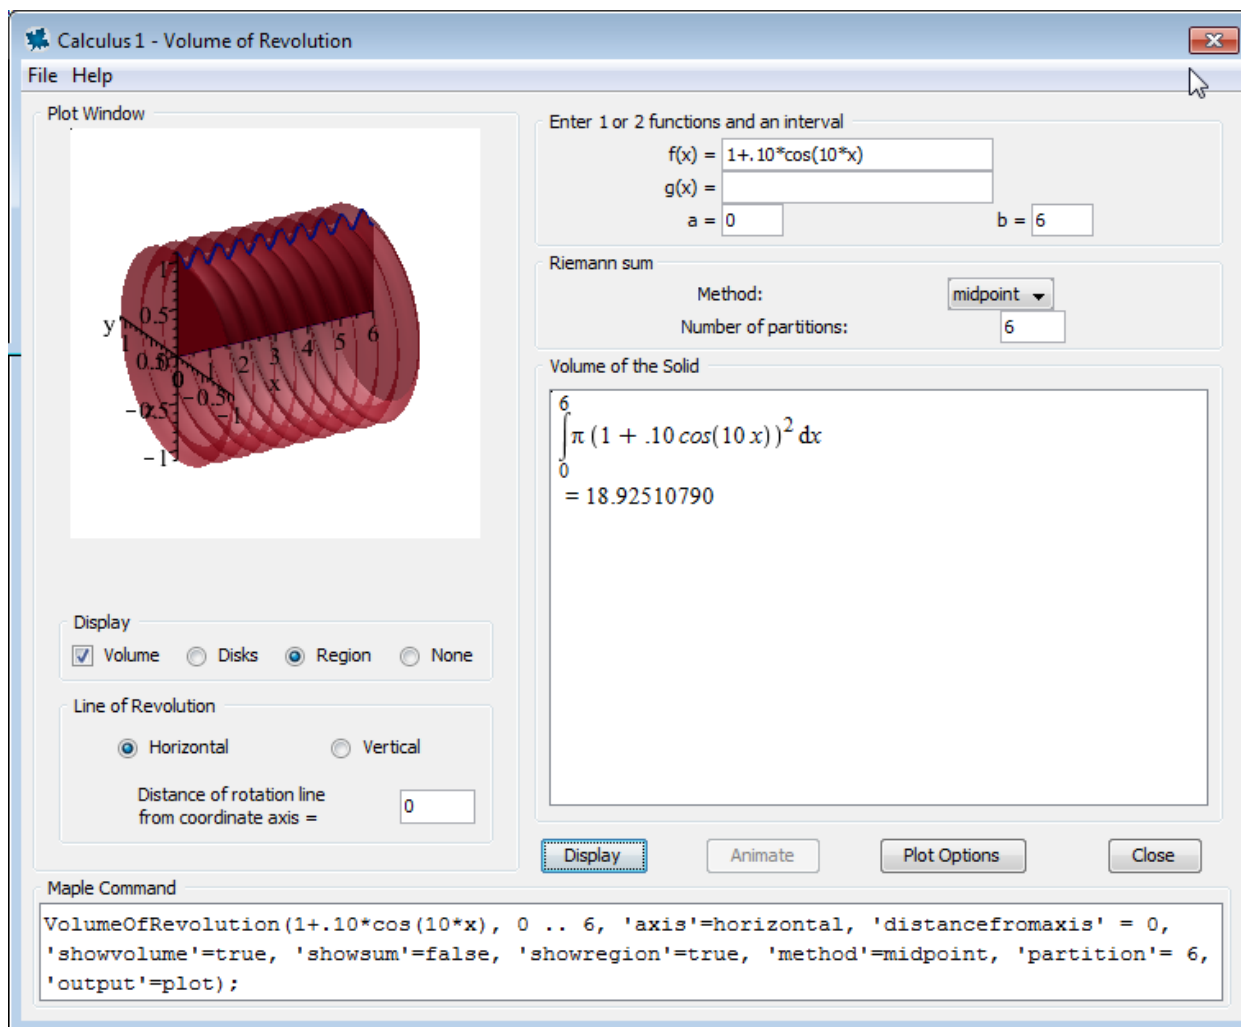 Calculus 1 - Volume of Revolution
File Help
Plot Window
1
0.5
y
1
0.5
0
0
2
3
4
5
6
x
-0.5
-0.5
-1
-1
Display
Volume Disks Region None
Line of Revolution
Horizontal Vertical
Distance of rotation line
from coordinate axis =
0
Enter 1 or 2 functions and an interval
f(x) = 1+.10*cos(10*x)
g(x) =
a = 0 b = 6
Riemann sum
Method: midpoint
Number of partitions: 6
Volume of the Solid
6
∫π (1 + .10 cos(10 x))² dx
0
= 18.92510790
Display Animate Plot Options Close
Maple Command
VolumeOfRevolution(1+.10*cos(10*x), 0 .. 6, 'axis'=horizontal, 'distancefromaxis' = 0,
'showvolume'=true, 'showsum'=false, 'showregion'=true, 'method'=midpoint, 'partition'= 6,
'output'=plot);